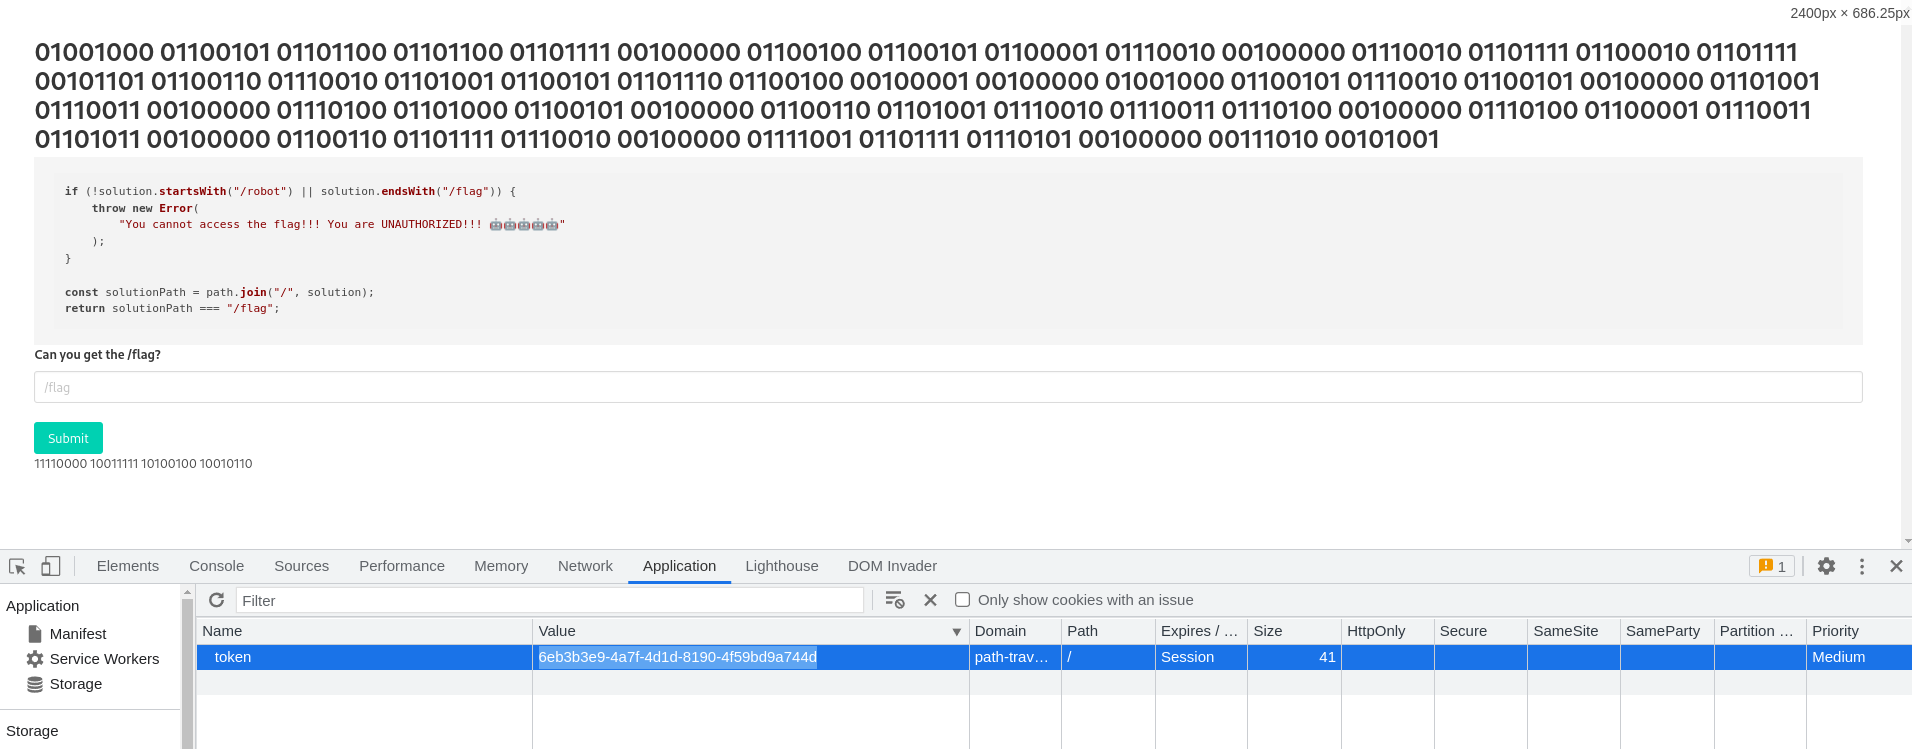 2400px × 686.25px
01001000 01100101 01101100 01101100 01101111 00100000 01100100 01100101 01100001 01110010 00100000 01110010 01101111 01100010 01101111
00101101 01100110 01110010 01101001 01100101 01101110 01100100 00100001 00100000 01001000 01100101 01110010 01100101 00100000 01101001
01110011 00100000 01110100 01101000 01100101 00100000 01100110 01101001 01110010 01110011 01110100 00100000 01110100 01100001 01110011
01101011 00100000 01100110 01101111 01110010 00100000 01111001 01101111 01110101 00100000 00111010 00101001
if (!solution.startsWith("/robot") || solution.endsWith("/flag")) {
throw new Error(
"You cannot access the flag!!! You are UNAUTHORIZED!!! 🤖🤖🤖🤖🤖"
);
}
const solutionPath = path.join("/", solution);
return solutionPath === "/flag";
Can you get the /flag?
/flag
Submit
11110000 10011111 10100100 10010110
Elements Console Sources Performance Memory Network Application Lighthouse DOM Invader 1
Application
Filter Only show cookies with an issue
Name Value Domain Path Expires / ... Size HttpOnly Secure SameSite SameParty Partition ... Priority
token 6eb3b3e9-4a7f-4d1d-8190-4f59bd9a744d path-trav... / Session 41 Medium
Manifest
Service Workers
Storage
Storage